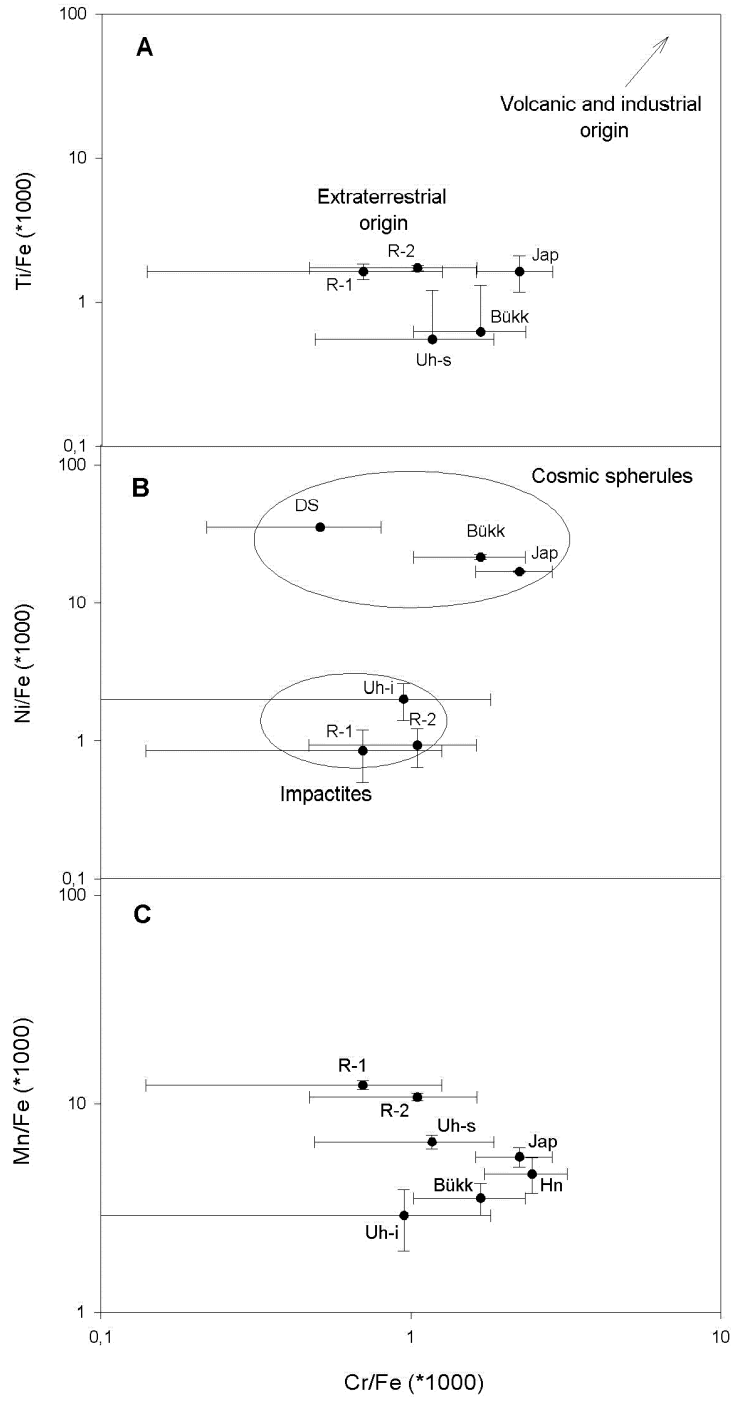 100
A
Volcanic and industrial
origin
10
Extraterrestrial
origin
R-2
Jap
R-1
Ti/Fe (*1000)
1
Bükk
Uh-s
0,1
100
B
Cosmic spherules
DS
Bükk
Jap
10
Ni/Fe (*1000)
Uh-i
R-1
R-2
1
Impactites
0,1
100
C
R-1
10
R-2
Mn/Fe (*1000)
Uh-s
Jap
Bükk
Hn
Uh-i
1
0,1
1
10
Cr/Fe (*1000)